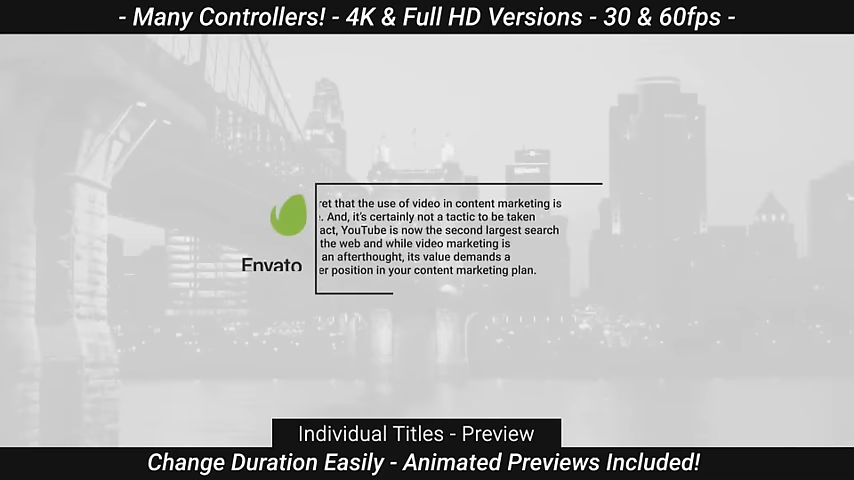 - Many Controllers! - 4K & Full HD Versions - 30 & 60fps -
ret that the use of video in content marketing is
. And, it's certainly not a tactic to be taken
act, YouTube is now the second largest search
the web and while video marketing is
an afterthought, its value demands a
er position in your content marketing plan.
Envato
Individual Titles - Preview
Change Duration Easily - Animated Previews Included!